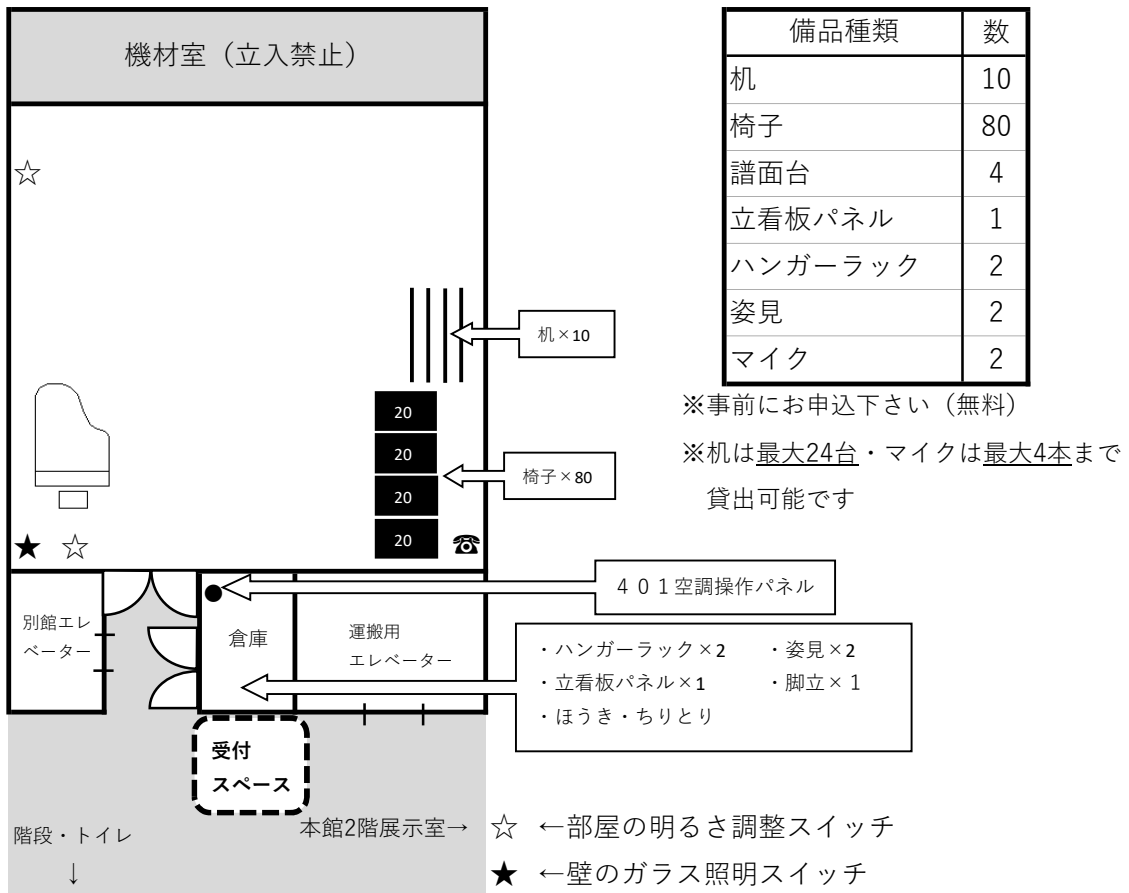 機材室（立入禁止）
☆
机×10
20
20
20
20
椅子×80
★ ☆
☎
４０１空調操作パネル
別館エレ
ベーター
倉庫
運搬用
エレベーター
・ハンガーラック×2 ・姿見×2
・立看板パネル×1 ・脚立×１
・ほうき・ちりとり
受付
スペース
階段・トイレ
↓
本館2階展示室→
☆ ←部屋の明るさ調整スイッチ
★ ←壁のガラス照明スイッチ
備品種類 数
机 10
椅子 80
譜面台 4
立看板パネル 1
ハンガーラック 2
姿見 2
マイク 2
※事前にお申込下さい（無料）
※机は最大24台・マイクは最大4本まで
貸出可能です